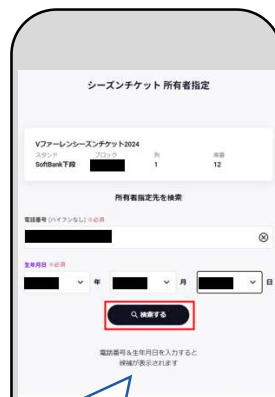 シーズンチケット 所有者指定
Vファーレンシーズンチケット2024
スタンド ブロック 列 席番
SoftBank下段 1 12
所有者指定先を検索
電話番号 (ハイフンなし) ※必須
生年月日 ※必須
年 月 日
検索する
電話番号&生年月日を入力すると
候補が表示されます